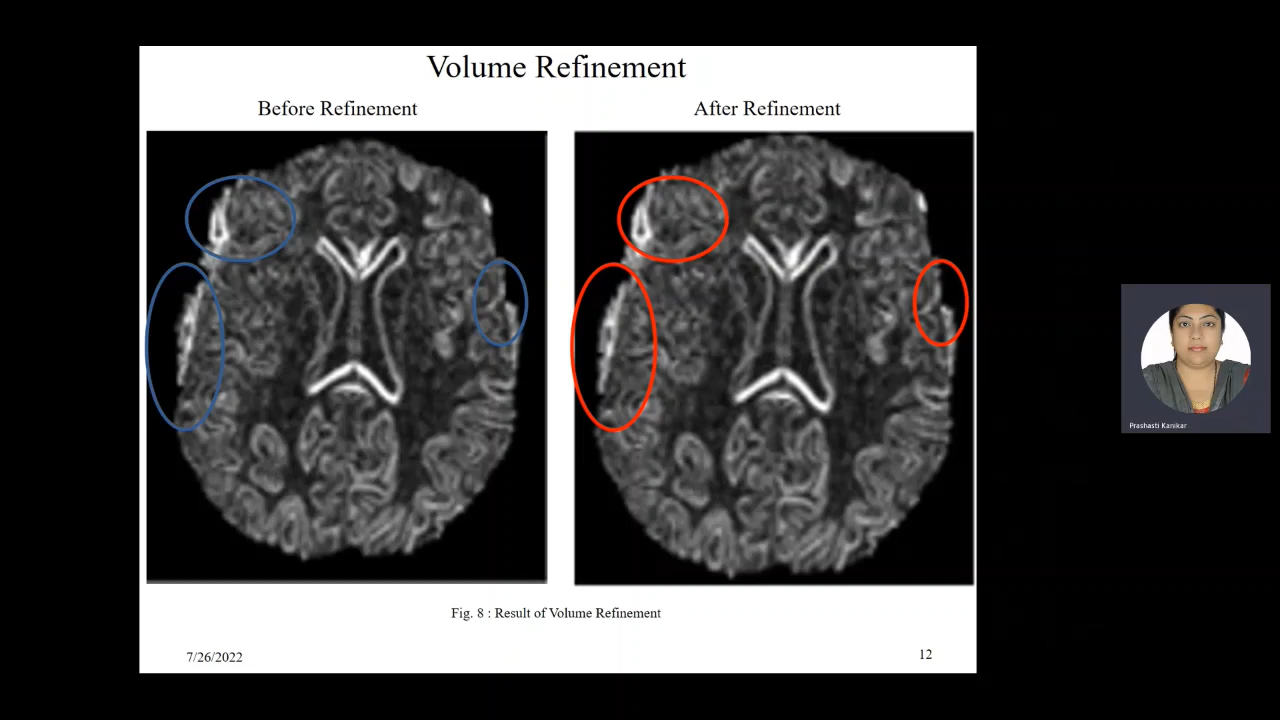 Volume Refinement
Before Refinement
After Refinement
Prashasti Kanikar
Fig. 8 : Result of Volume Refinement
7/26/2022
12